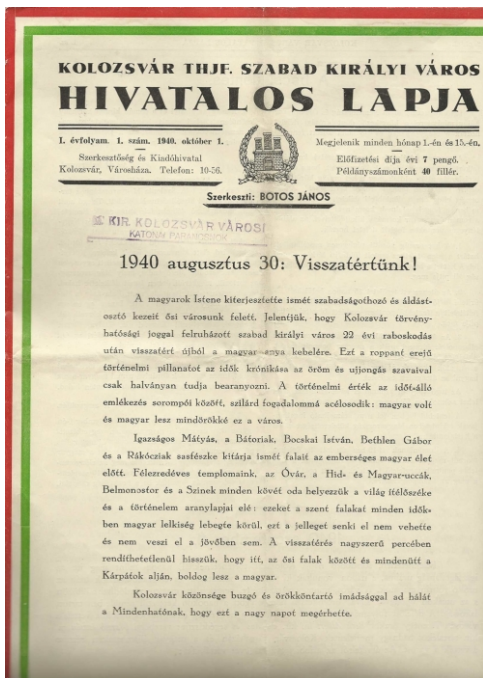 KOLOZSVÁR THJF. SZABAD KIRÁLYI VÁROS
HIVATALOS LAPJA
I. évfolyam. 1. szám. 1940. október 1.
Szerkesztőség és Kiadóhivatal
Kolozsvár, Városháza. Telefon: 10-56.
Megjelenik minden hónap 1.-én és 15.-én.
Előfizetési díja évi 7 pengő.
Példányszámonként 40 fillér.
Szerkeszti: BOTOS JÁNOS
M. KIR. KOLOZSVÁR VÁROSI
KATONAI PARANCSNOK
1940 augusztus 30: Visszatértünk!
A magyarok Istene kiterjesztette ismét szabadságothozó és áldást-
osztó kezeit ősi városunk felett. Jelentjük, hogy Kolozsvár törvény-
hatósági joggal felruházott szabad királyi város 22 évi raboskodás
után visszatért újból a magyar anya kebelére. Ezt a roppant erejű
történelmi pillanatot az idők krónikása az öröm és ujjongás szavaival
csak halványan tudja bearanyozni. A történelmi érték az időt-álló
emlékezés sorompói között, szilárd fogalommá acélosodik: magyar volt
és magyar lesz mindörökké ez a város.
Igazságos Mátyás, a Bátoriak, Bocskai István, Bethlen Gábor
és a Rákócziak sasfészke kitárja ismét falait az emberséges magyar élet
előtt. Félezredéves templomaink, az Óvár, a Hid- és Magyar-uccák,
Belmonostor és a Szinek minden kövét oda helyezzük a világ ítélőszéke
és a történelem aranylapjai elé: ezeket a szent falakat minden idők-
ben magyar lelkiség lebegte körül, ezt a jelleget senki el nem vehette
és nem veszi el a jövőben sem. A visszatérés nagyszerű percében
rendíthetetlenül hisszük, hogy itt, az ősi falak között és mindenütt a
Kárpátok alján, boldog lesz a magyar.
Kolozsvár közönsége buzgó és örökköntartó imádsággal ad hálát
a Mindenhatónak, hogy ezt a nagy napot megérhette.